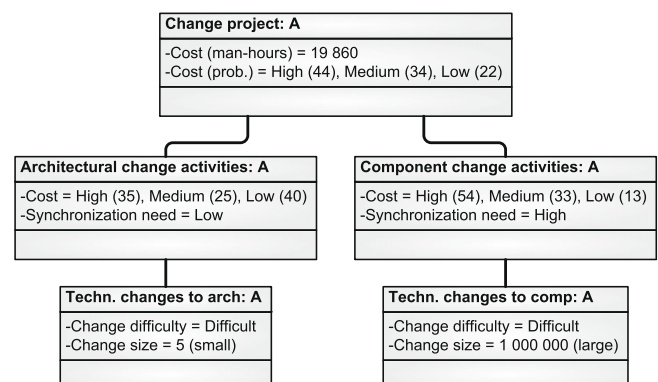 Change project: A
-Cost (man-hours) = 19 860
-Cost (prob.) = High (44), Medium (34), Low (22)
Architectural change activities: A
-Cost = High (35), Medium (25), Low (40)
-Synchronization need = Low
Component change activities: A
-Cost = High (54), Medium (33), Low (13)
-Synchronization need = High
Techn. changes to arch: A
-Change difficulty = Difficult
-Change size = 5 (small)
Techn. changes to comp: A
-Change difficulty = Difficult
-Change size = 1 000 000 (large)